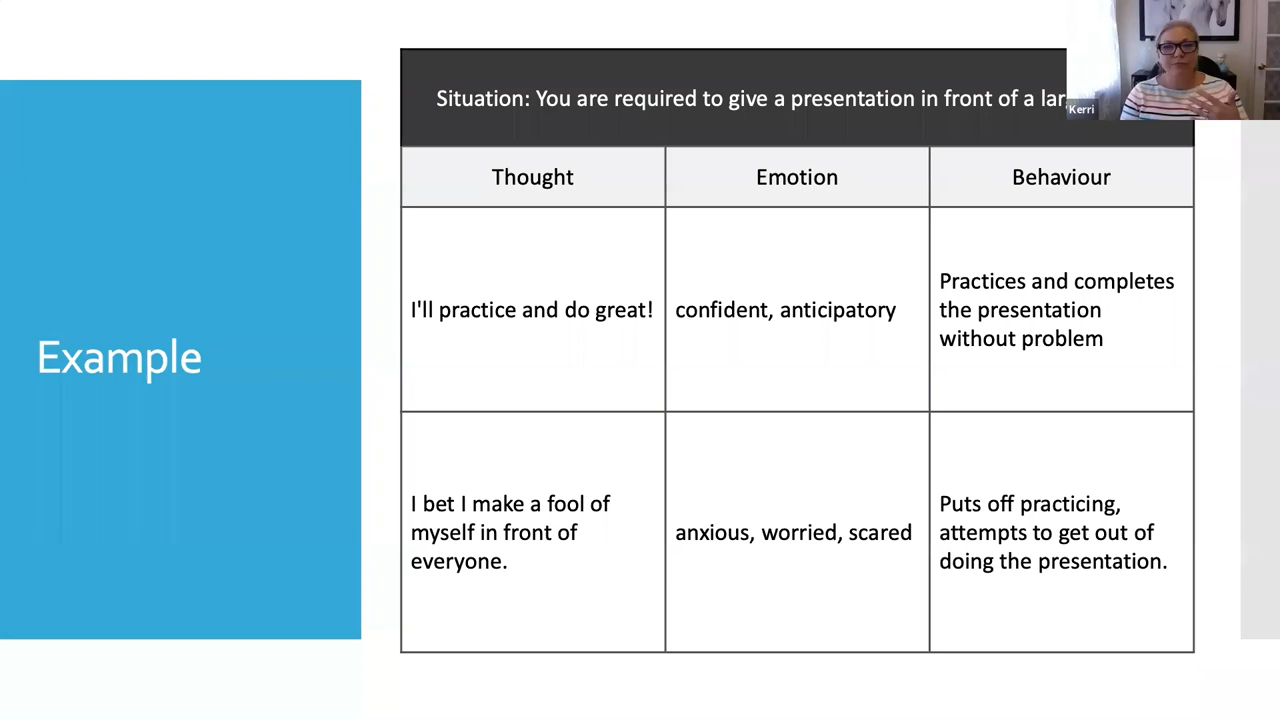 Situation: You are required to give a presentation in front of a
Kerri
Thought
Emotion
Behaviour
I'll practice and do great!
confident, anticipatory
Practices and completes
the presentation
without problem
Example
I bet I make a fool of
myself in front of
everyone.
anxious, worried, scared
Puts off practicing,
attempts to get out of
doing the presentation.